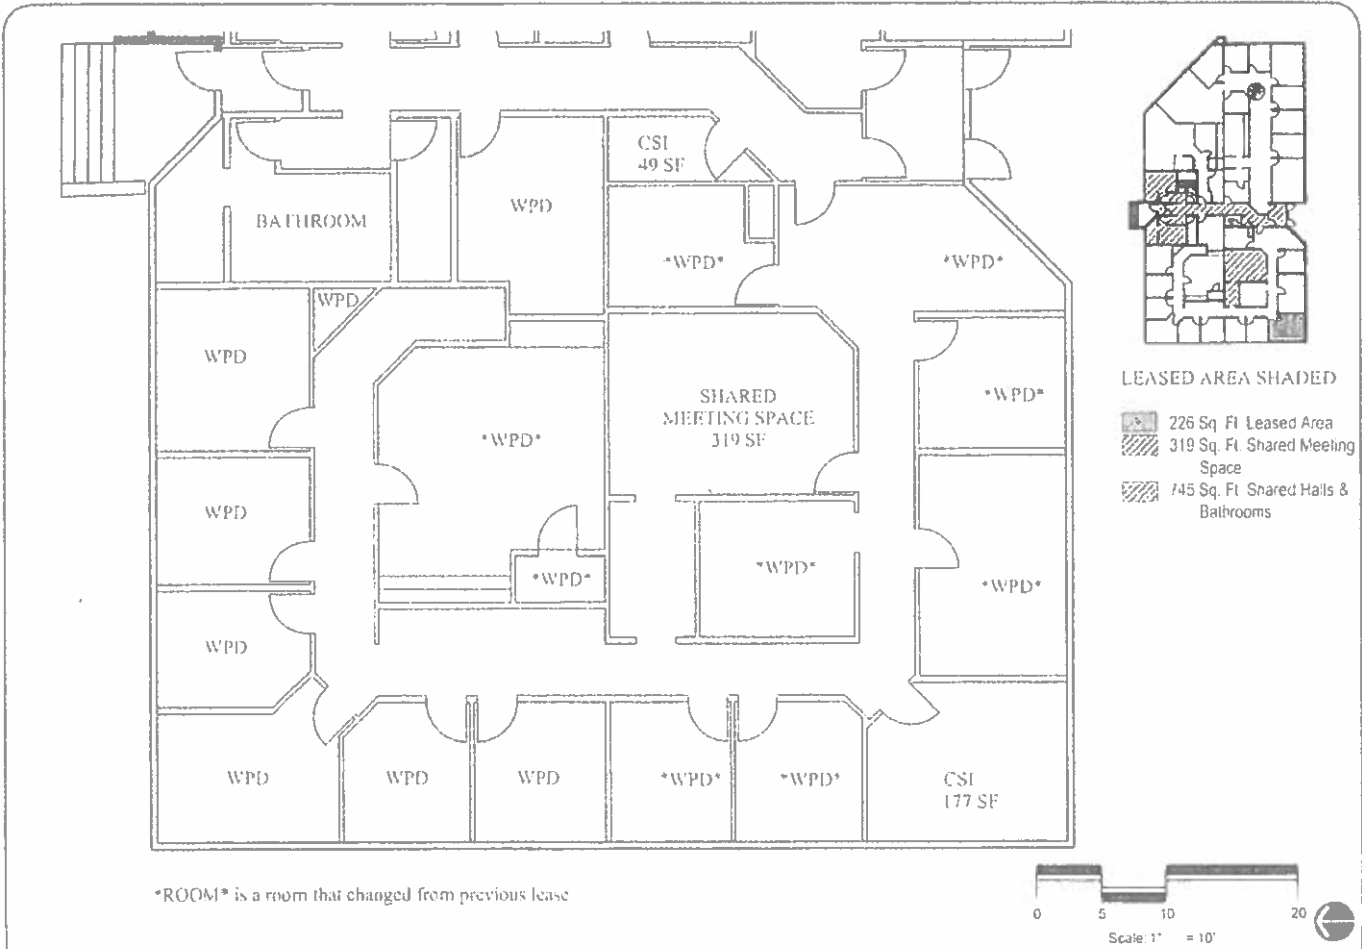 CSI
49 SF
WPD
BATHROOM
*WPD*
*WPD*
WPD
WPD
SHARED
MEETING SPACE
319 SF
*WPD*
*WPD*
WPD
*WPD*
*WPD*
*WPD*
WPD
WPD
WPD
WPD
*WPD*
*WPD*
CSI
177 SF
LEASED AREA SHADED
226 Sq. Ft. Leased Area
319 Sq. Ft. Shared Meeting
Space
745 Sq. Ft. Shared Halls &
Bathrooms
*ROOM* is a room that changed from previous lease
0 5 10 20
Scale: 1" = 10'